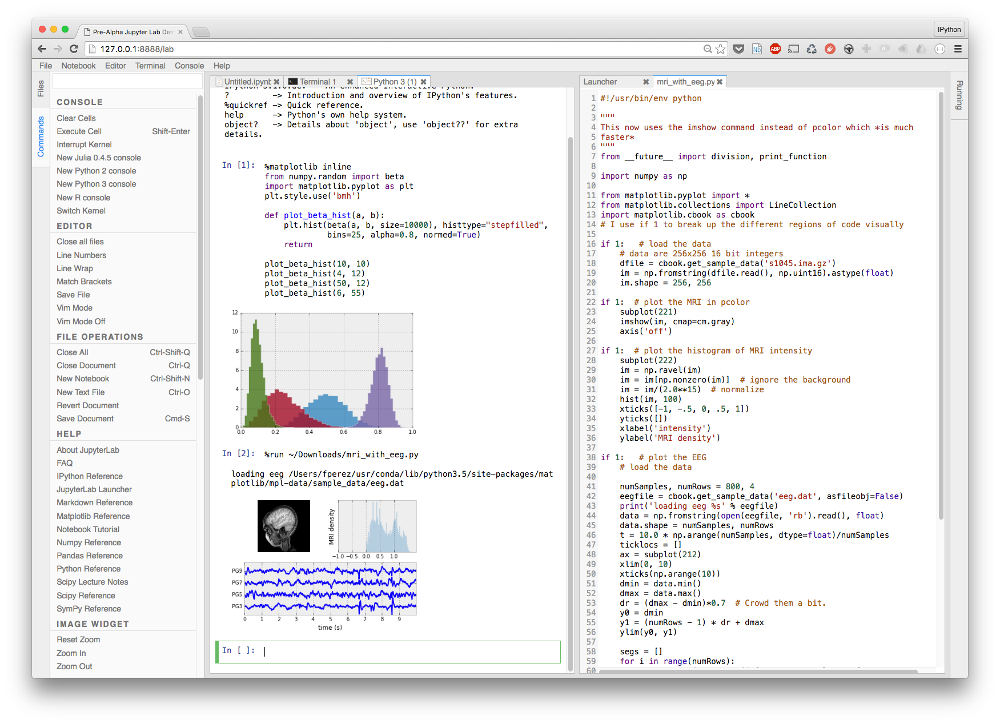 Pre-Alpha Jupyter Lab Dem
IPython
127.0.0.1:8888/lab
ABP
File Notebook Editor Terminal Console Help
Files
Commands
CONSOLE
Clear Cells
Execute Cell Shift-Enter
Interrupt Kernel
New Julia 0.4.5 console
New Python 2 console
New Python 3 console
New R console
Switch Kernel
EDITOR
Close all files
Line Numbers
Line Wrap
Match Brackets
Save File
Vim Mode
Vim Mode Off
FILE OPERATIONS
Close All Ctrl-Shift-Q
Close Document Ctrl-Q
New Notebook Ctrl-Shift-N
New Text File Ctrl-O
Revert Document
Save Document Cmd-S
HELP
About JupyterLab
FAQ
IPython Reference
JupyterLab Launcher
Markdown Reference
Matplotlib Reference
Notebook Tutorial
Numpy Reference
Pandas Reference
Python Reference
Scipy Lecture Notes
Scipy Reference
SymPy Reference
IMAGE WIDGET
Reset Zoom
Zoom In
Zoom Out
Untitled.ipynb Terminal 1 Python 3 (1)
? -> Introduction and overview of IPython's features.
%quickref -> Quick reference.
help -> Python's own help system.
object? -> Details about 'object', use 'object??' for extra
details.
In [1]: %matplotlib inline
from numpy.random import beta
import matplotlib.pyplot as plt
plt.style.use('bmh')
def plot_beta_hist(a, b):
plt.hist(beta(a, b, size=10000), histtype="stepfilled",
bins=25, alpha=0.8, normed=True)
return
plot_beta_hist(10, 10)
plot_beta_hist(4, 12)
plot_beta_hist(50, 12)
plot_beta_hist(6, 55)
12
10
8
6
4
2
0
0.0 0.2 0.4 0.6 0.8 1.0
In [2]: %run ~/Downloads/mri_with_eeg.py
loading eeg /Users/fperez/usr/conda/lib/python3.5/site-packages/mat
plotlib/mpl-data/sample_data/eeg.dat
MRI density
−1.0 −0.5 0.0 0.5 1.0
PG9
PG7
PG5
PG3
0 1 2 3 4 5 6 7 8 9
time (s)
In [ ]:
Launcher mri_with_eeg.py
1 #!/usr/bin/env python
2
3 """
4 This now uses the imshow command instead of pcolor which *is much
5 faster*
6 """
7 from __future__ import division, print_function
8
9 import numpy as np
10
11 from matplotlib.pyplot import *
12 from matplotlib.collections import LineCollection
13 import matplotlib.cbook as cbook
14 # I use if 1 to break up the different regions of code visually
15
16 if 1: # load the data
17 # data are 256x256 16 bit integers
18 dfile = cbook.get_sample_data('s1045.ima.gz')
19 im = np.fromstring(dfile.read(), np.uint16).astype(float)
20 im.shape = 256, 256
21
22 if 1: # plot the MRI in pcolor
23 subplot(221)
24 imshow(im, cmap=cm.gray)
25 axis('off')
26
27 if 1: # plot the histogram of MRI intensity
28 subplot(222)
29 im = np.ravel(im)
30 im = im[np.nonzero(im)] # ignore the background
31 im = im/(2.0**15) # normalize
32 hist(im, 100)
33 xticks([-1, -.5, 0, .5, 1])
34 yticks([])
35 xlabel('intensity')
36 ylabel('MRI density')
37
38 if 1: # plot the EEG
39 # load the data
40
41 numSamples, numRows = 800, 4
42 eegfile = cbook.get_sample_data('eeg.dat', asfileobj=False)
43 print('loading eeg %s' % eegfile)
44 data = np.fromstring(open(eegfile, 'rb').read(), float)
45 data.shape = numSamples, numRows
46 t = 10.0 * np.arange(numSamples, dtype=float)/numSamples
47 ticklocs = []
48 ax = subplot(212)
49 xlim(0, 10)
50 xticks(np.arange(10))
51 dmin = data.min()
52 dmax = data.max()
53 dr = (dmax - dmin)*0.7 # Crowd them a bit.
54 y0 = dmin
55 y1 = (numRows - 1) * dr + dmax
56 ylim(y0, y1)
57
58 segs = []
59 for i in range(numRows):
60
Running